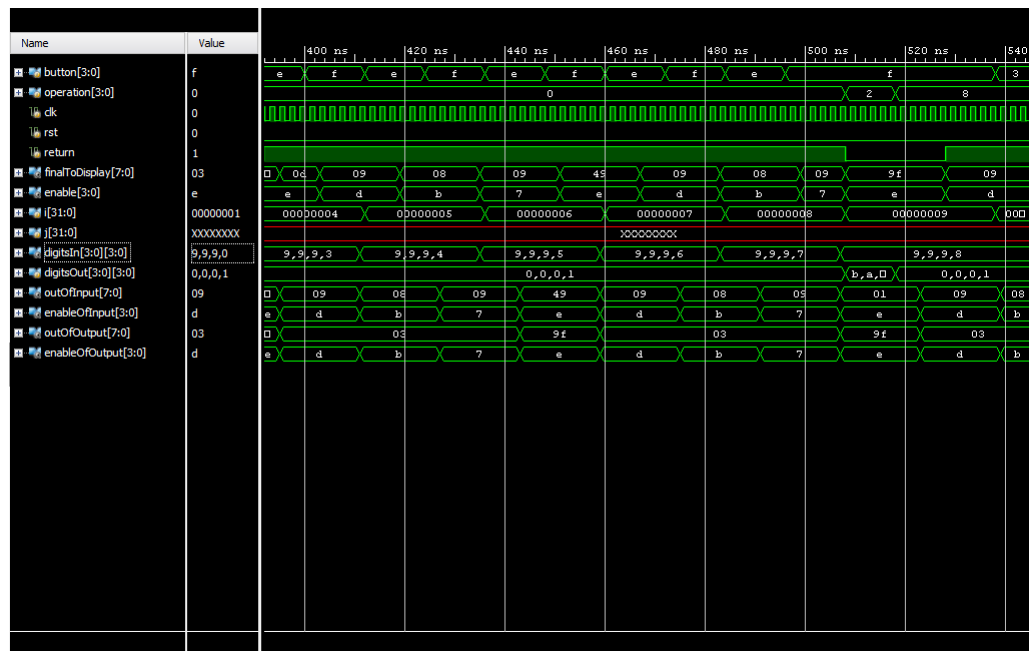 Name Value 400 ns 420 ns 440 ns 460 ns 480 ns 500 ns 520 ns 540
button[3:0] f e f e f e f e f e f 3
operation[3:0] 0 0 2 8
clk 0
rst 0
return 1
finalToDisplay[7:0] 03 0d 09 08 09 49 09 08 09 9f 09
enable[3:0] e e d b 7 e d b 7 e d
i[31:0] 00000001 00000004 00000005 00000006 00000007 00000008 00000009 000
j[31:0] XXXXXXXX XXXXXXXX
digitsIn[3:0][3:0] 9,9,9,0 9,9,9,3 9,9,9,4 9,9,9,5 9,9,9,6 9,9,9,7 9,9,9,8
digitsOut[3:0][3:0] 0,0,0,1 0,0,0,1 b,a, 0,0,0,1
outOfInput[7:0] 09 09 08 09 49 09 08 09 01 09 08
enableOfInput[3:0] d e d b 7 e d b 7 e d b
outOfOutput[7:0] 03 03 9f 03 9f 03
enableOfOutput[3:0] d e d b 7 e d b 7 e d b